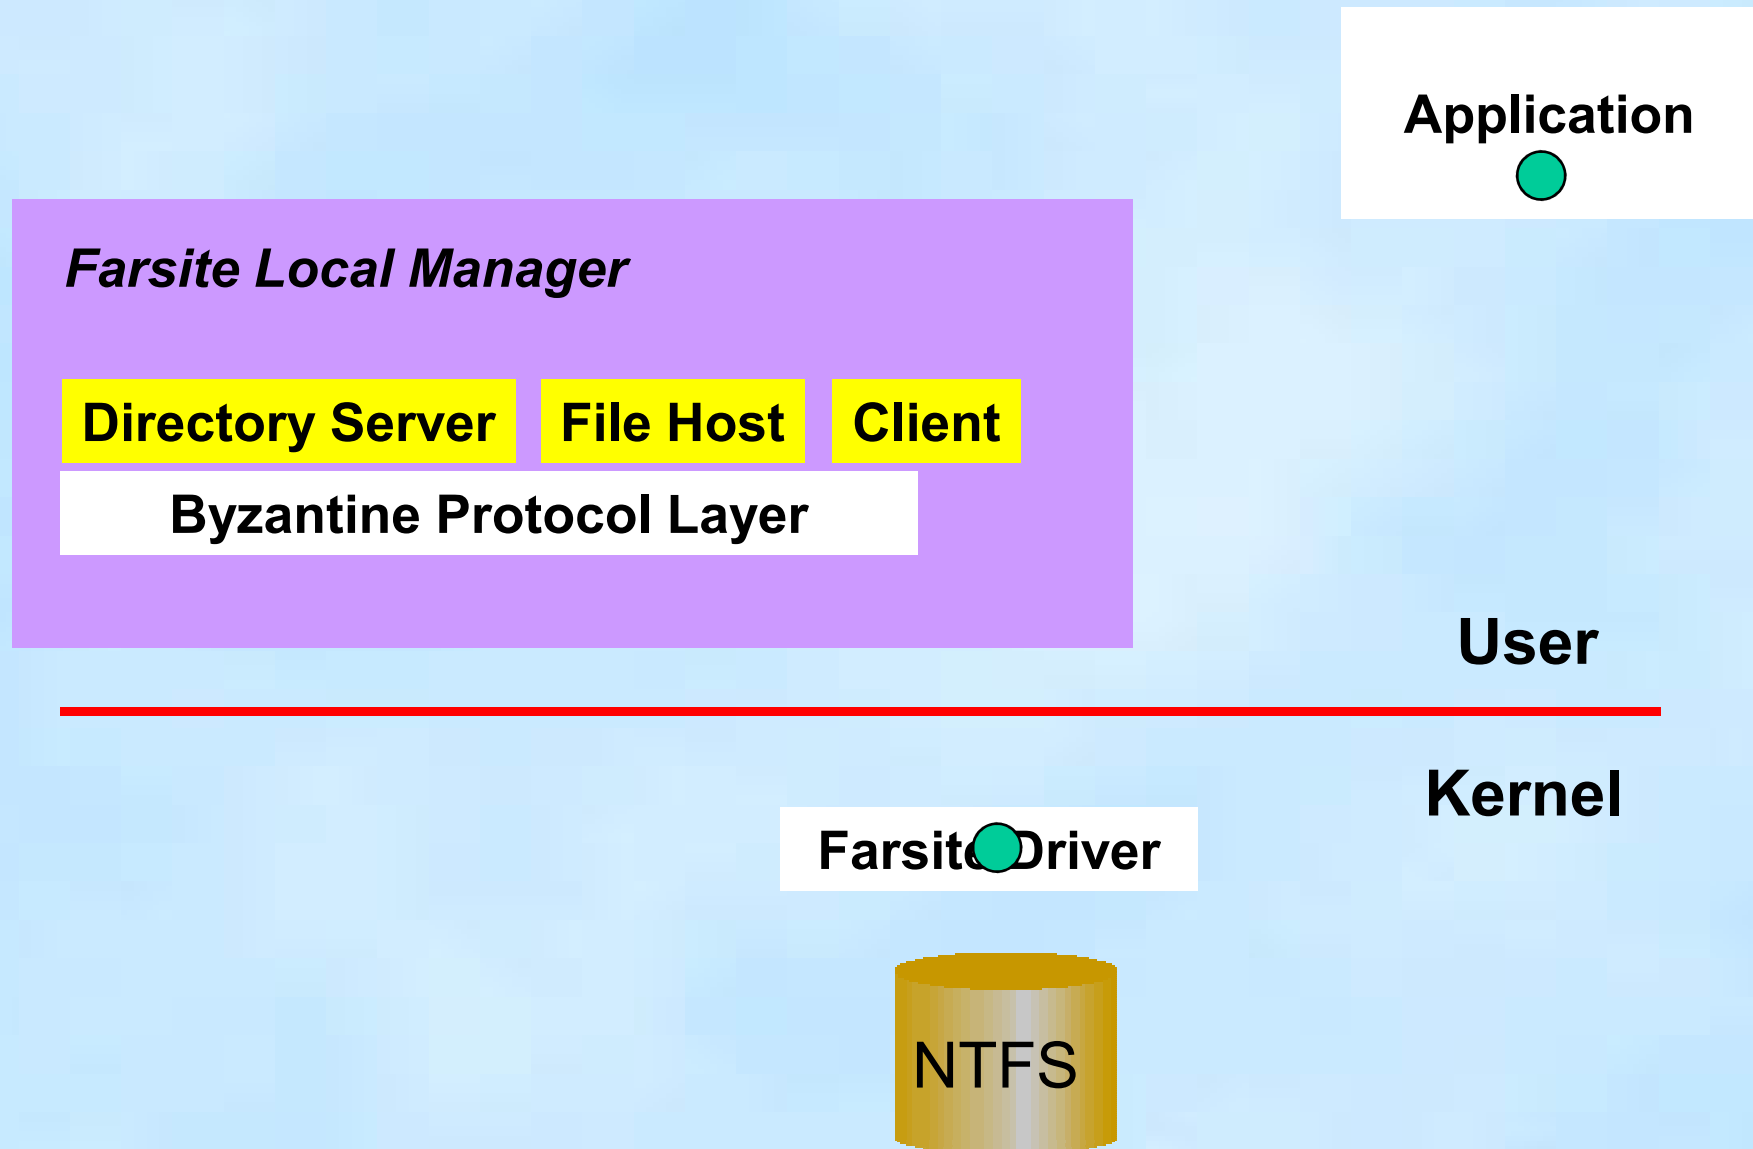 Application
Farsite Local Manager
Directory Server
File Host
Client
Byzantine Protocol Layer
User
Kernel
Farsite Driver
NTFS